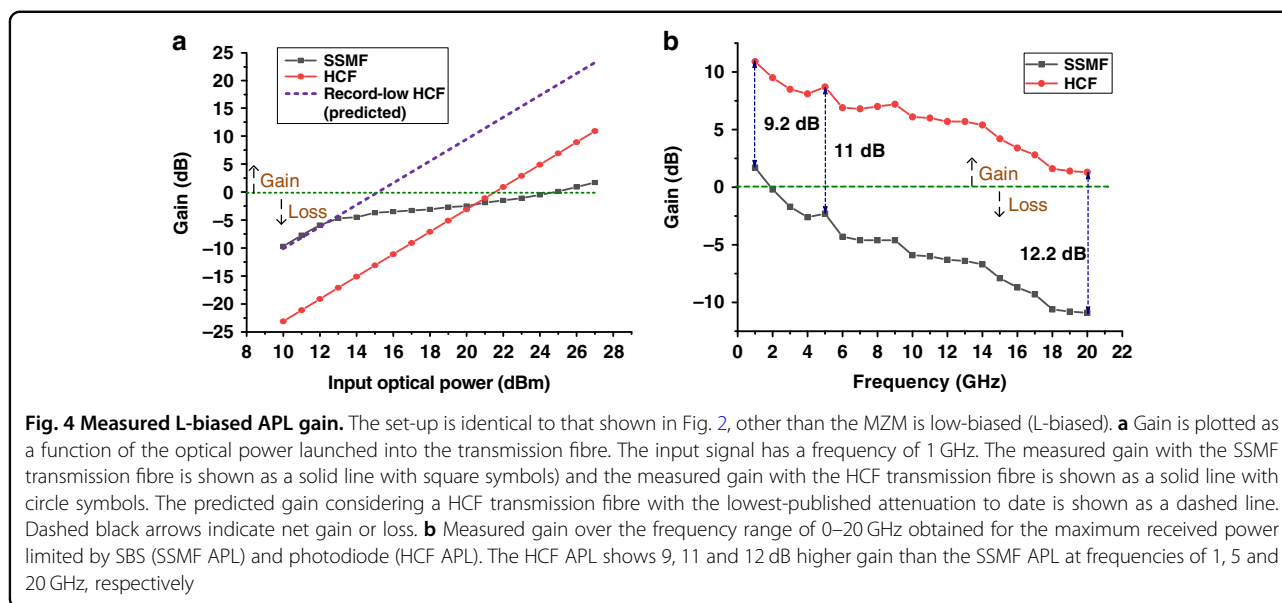 a
SSMF
HCF
Record-low HCF
(predicted)
25
20
15
10
5
0
–5
–10
–15
–20
–25
Gain (dB)
Gain
Loss
8 10 12 14 16 18 20 22 24 26 28
Input optical power (dBm)
b
SSMF
HCF
10
5
0
–5
–10
Gain (dB)
9.2 dB
11 dB
12.2 dB
Gain
Loss
0 2 4 6 8 10 12 14 16 18 20 22
Frequency (GHz)
Fig. 4 Measured L-biased APL gain. The set-up is identical to that shown in Fig. 2, other than the MZM is low-biased (L-biased). a Gain is plotted as
a function of the optical power launched into the transmission fibre. The input signal has a frequency of 1 GHz. The measured gain with the SSMF
transmission fibre is shown as a solid line with square symbols) and the measured gain with the HCF transmission fibre is shown as a solid line with
circle symbols. The predicted gain considering a HCF transmission fibre with the lowest-published attenuation to date is shown as a dashed line.
Dashed black arrows indicate net gain or loss. b Measured gain over the frequency range of 0–20 GHz obtained for the maximum received power
limited by SBS (SSMF APL) and photodiode (HCF APL). The HCF APL shows 9, 11 and 12 dB higher gain than the SSMF APL at frequencies of 1, 5 and
20 GHz, respectively